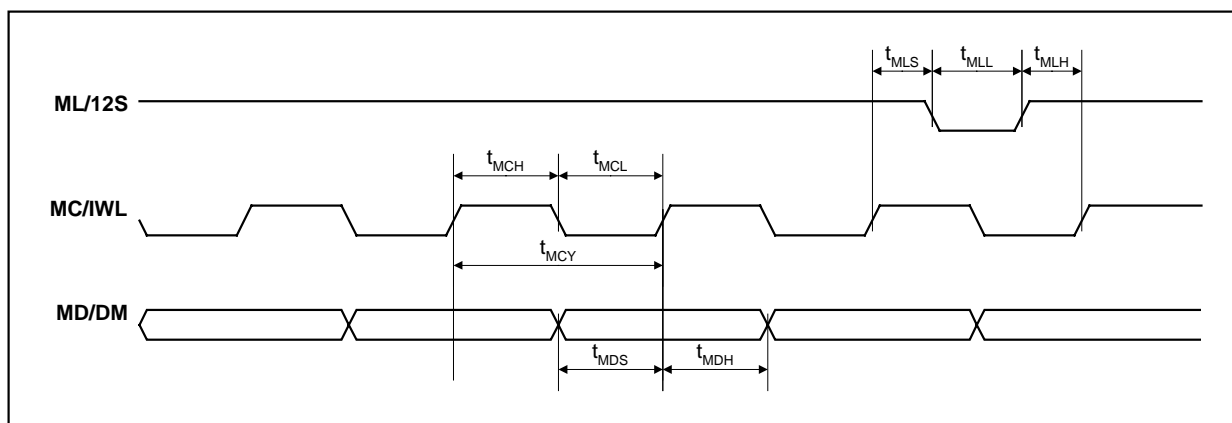 tMLS tMLL tMLH
ML/12S
tMCH tMCL
MC/IWL
tMCY
MD/DM
tMDS tMDH